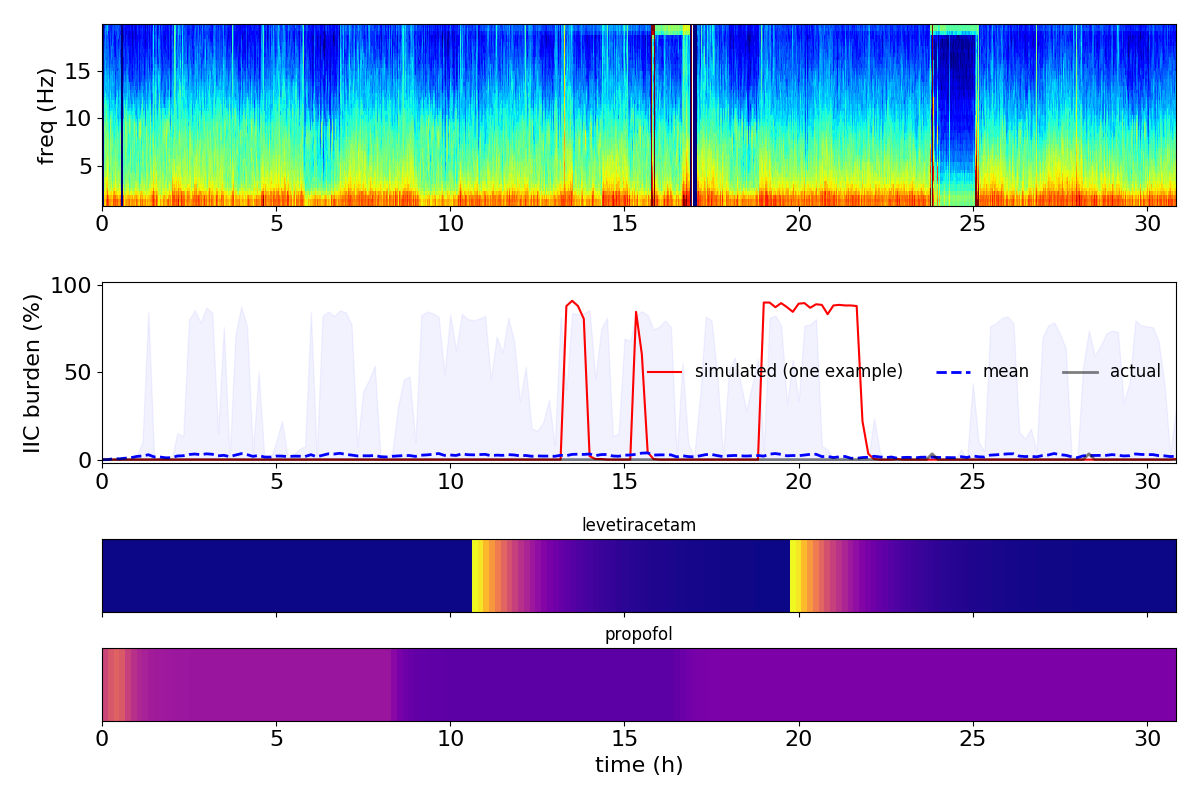 freq (Hz)
15
10
5
0 5 10 15 20 25 30
IIC burden (%)
100
50
0
simulated (one example) mean actual
0 5 10 15 20 25 30
levetiracetam
propofol
0 5 10 15 20 25 30
time (h)